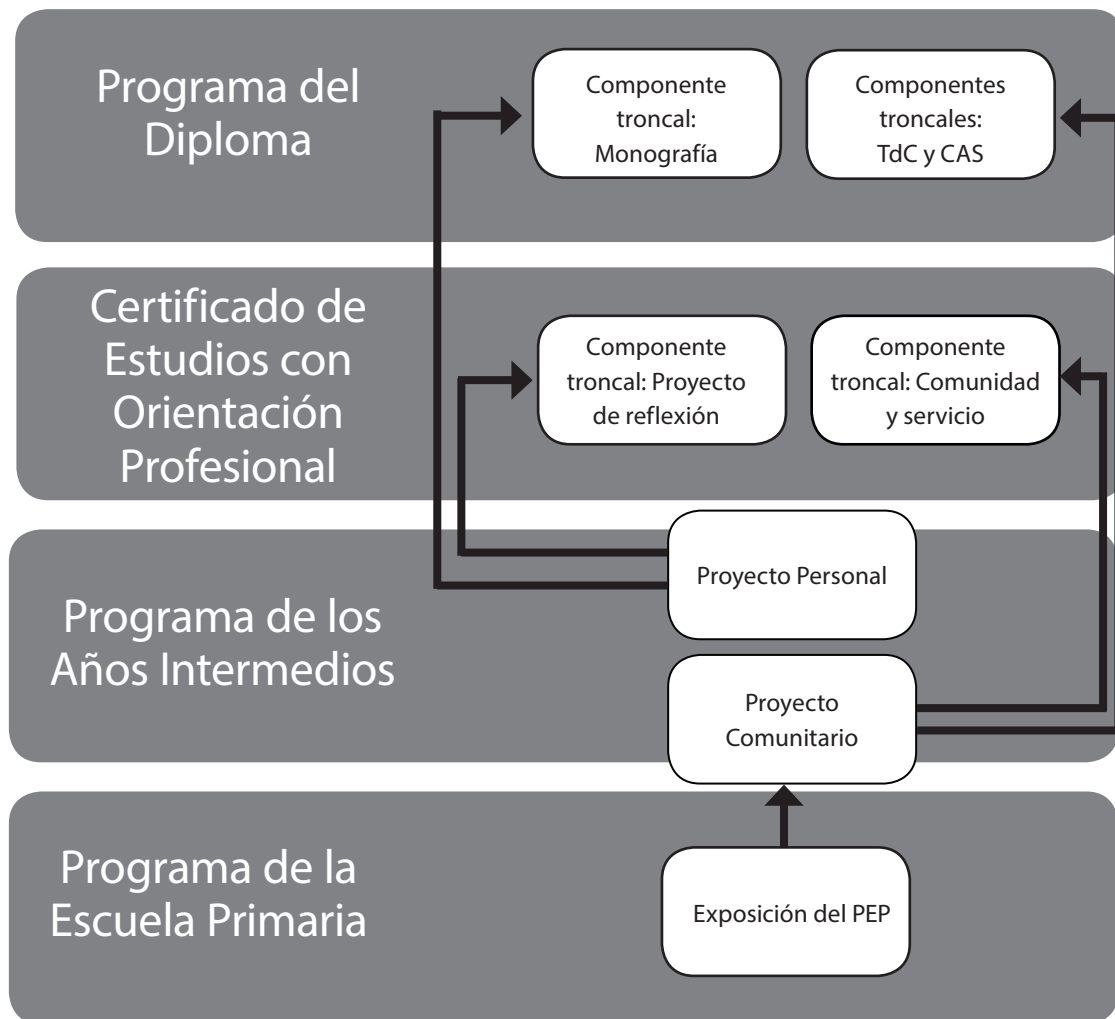 Programa del
Diploma
Componente
troncal:
Monografía
Componentes
troncales:
TdC y CAS
Certificado de
Estudios con
Orientación
Profesional
Componente
troncal: Proyecto
de reflexión
Componente
troncal: Comunidad
y servicio
Programa de los
Años Intermedios
Proyecto Personal
Proyecto
Comunitario
Programa de la
Escuela Primaria
Exposición del PEP